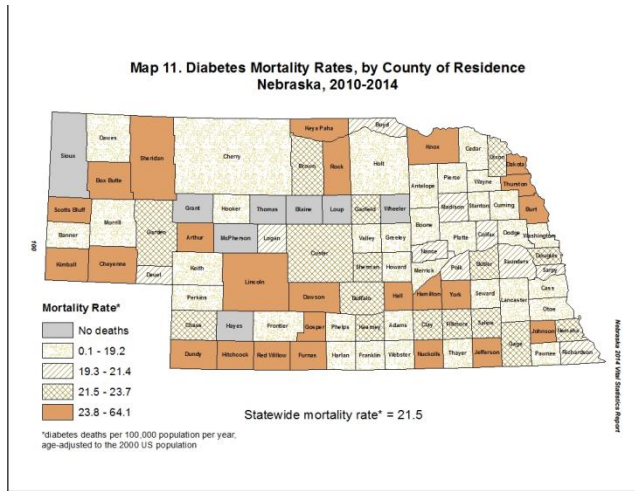 Map 11. Diabetes Mortality Rates, by County of Residence
Nebraska, 2010-2014
Sioux
Dawes
Box Butte
Sheridan
Cherry
Keya Paha
Boyd
Brown
Rock
Holt
Knox
Cedar
Dixon
Dakota
Scotts Bluff
Banner
Morrill
Garden
Grant
Hooker
Thomas
Blaine
Loup
Garfield
Wheeler
Antelope
Pierce
Wayne
Thurston
Boone
Madison
Stanton
Cuming
Burt
Kimball
Cheyenne
Deuel
Arthur
McPherson
Logan
Custer
Valley
Greeley
Nance
Platte
Colfax
Dodge
Washington
Keith
Lincoln
Sherman
Howard
Merrick
Polk
Butler
Saunders
Douglas
Sarpy
Perkins
Dawson
Buffalo
Hall
Hamilton
York
Seward
Lancaster
Cass
Otoe
Chase
Hayes
Frontier
Gosper
Phelps
Kearney
Adams
Clay
Fillmore
Saline
Gage
Johnson
Nemaha
Dundy
Hitchcock
Red Willow
Furnas
Harlan
Franklin
Webster
Nuckolls
Thayer
Jefferson
Pawnee
Richardson
100
Mortality Rate*
No deaths
0.1 - 19.2
19.3 - 21.4
21.5 - 23.7
23.8 - 64.1
Statewide mortality rate* = 21.5
*diabetes deaths per 100,000 population per year,
age-adjusted to the 2000 US population
Nebraska 2014 Vital Statistics Report